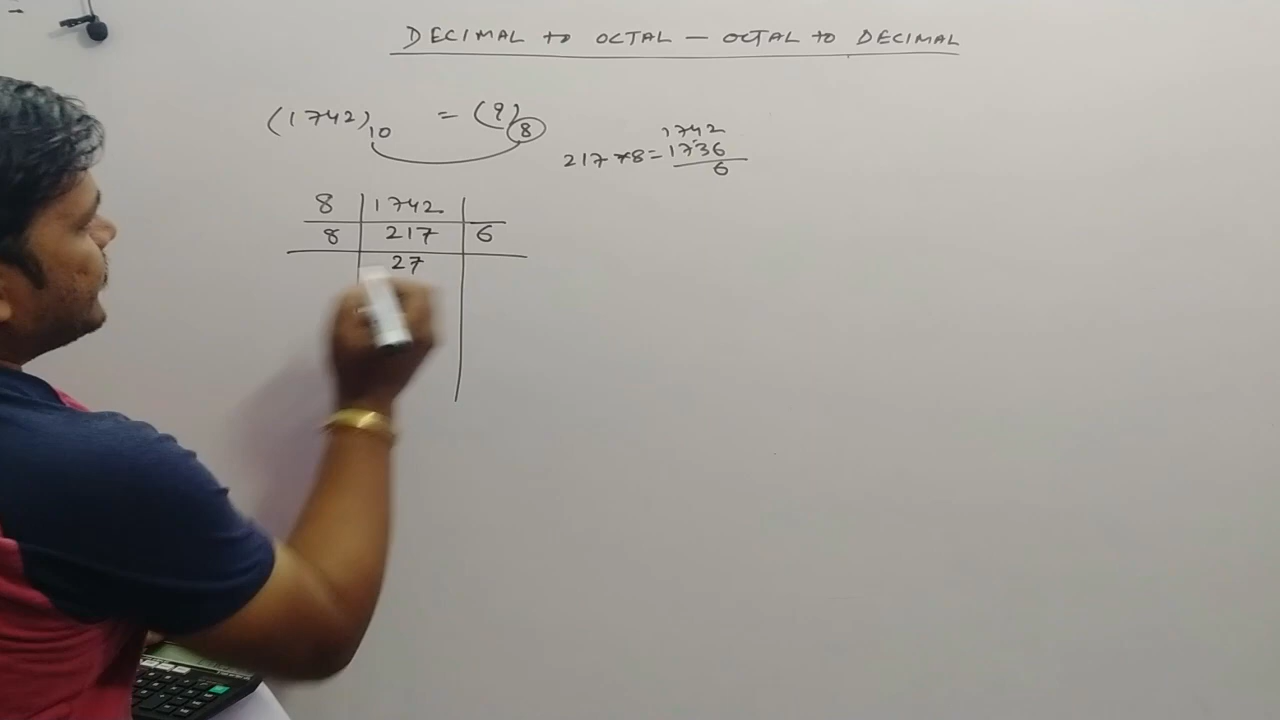 DECIMAL to OCTAL — OCTAL to DECIMAL
(1742)10 = (?)8
1742
217*8=1736
6
8 1742
8 217 6
27